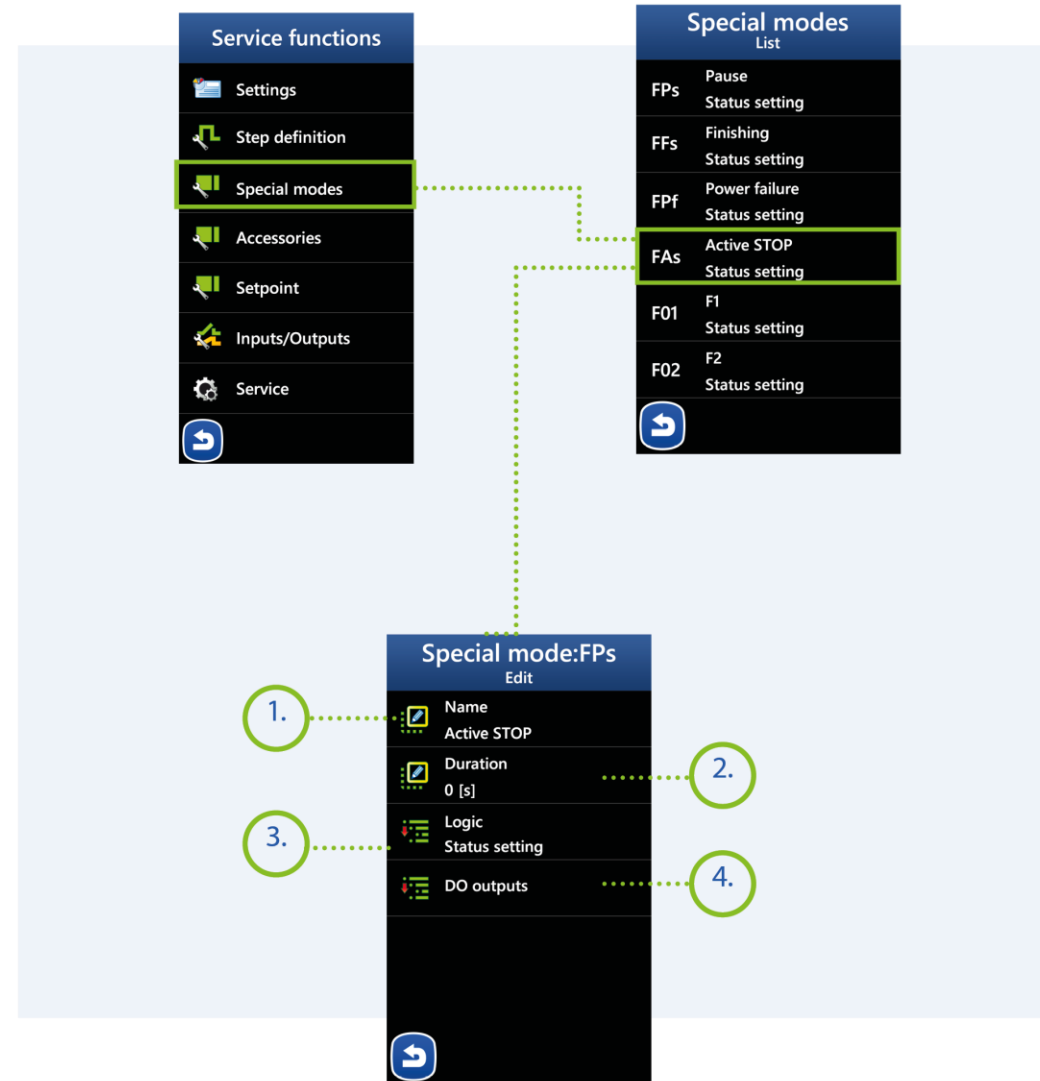 Service functions
Settings
Step definition
Special modes
Accessories
Setpoint
Inputs/Outputs
Service
Special modes
List
FPs
Pause
Status setting
FFs
Finishing
Status setting
FPf
Power failure
Status setting
FAs
Active STOP
Status setting
F01
F1
Status setting
F02
F2
Status setting
Special mode:FPs
Edit
1.
Name
Active STOP
Duration
0 [s]
2.
3.
Logic
Status setting
DO outputs
4.